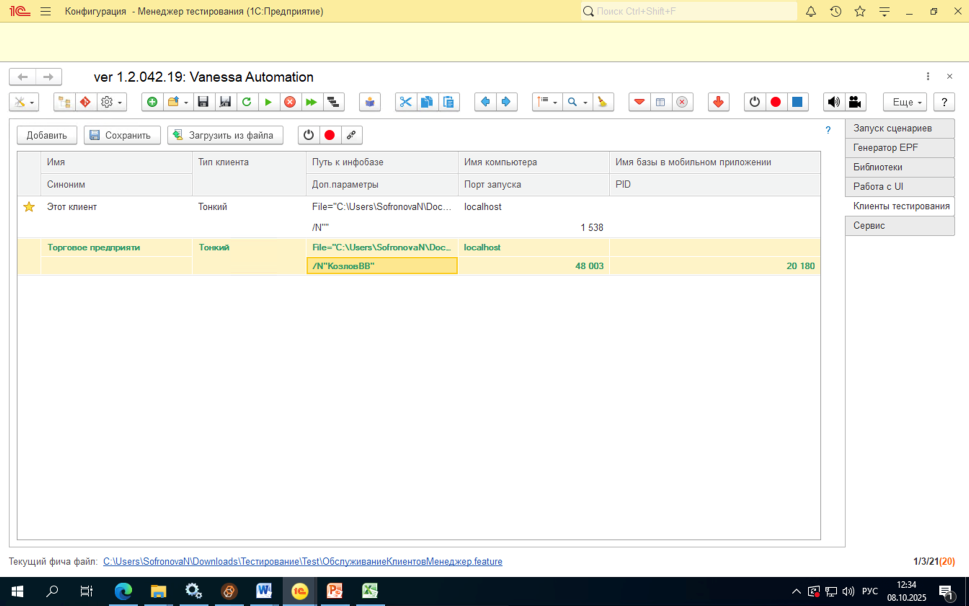 Конфигурация - Менеджер тестирования (1С:Предприятие)
Поиск Ctrl+Shift+F
ver 1.2.042.19: Vanessa Automation
Еще
?
Добавить
Сохранить
Загрузить из файла
?
Имя
Тип клиента
Путь к инфобазе
Имя компьютера
Имя базы в мобильном приложении
Синоним
Доп.параметры
Порт запуска
PID
Этот клиент
Тонкий
File="C:\Users\SofronovaN\Doc...
localhost
/N""
1 538
Торговое предприяти
Тонкий
File="C:\Users\SofronovaN\Doc...
localhost
/N"КозловВВ"
48 003
20 180
Запуск сценариев
Генератор EPF
Библиотеки
Работа с UI
Клиенты тестирования
Сервис
Текущий фича файл: C:\Users\SofronovaN\Downloads\Тестирование\Test\ОбслуживаниеКлиентовМенеджер.feature
1/3/21(20)
РУС
12:34
08.10.2025
1